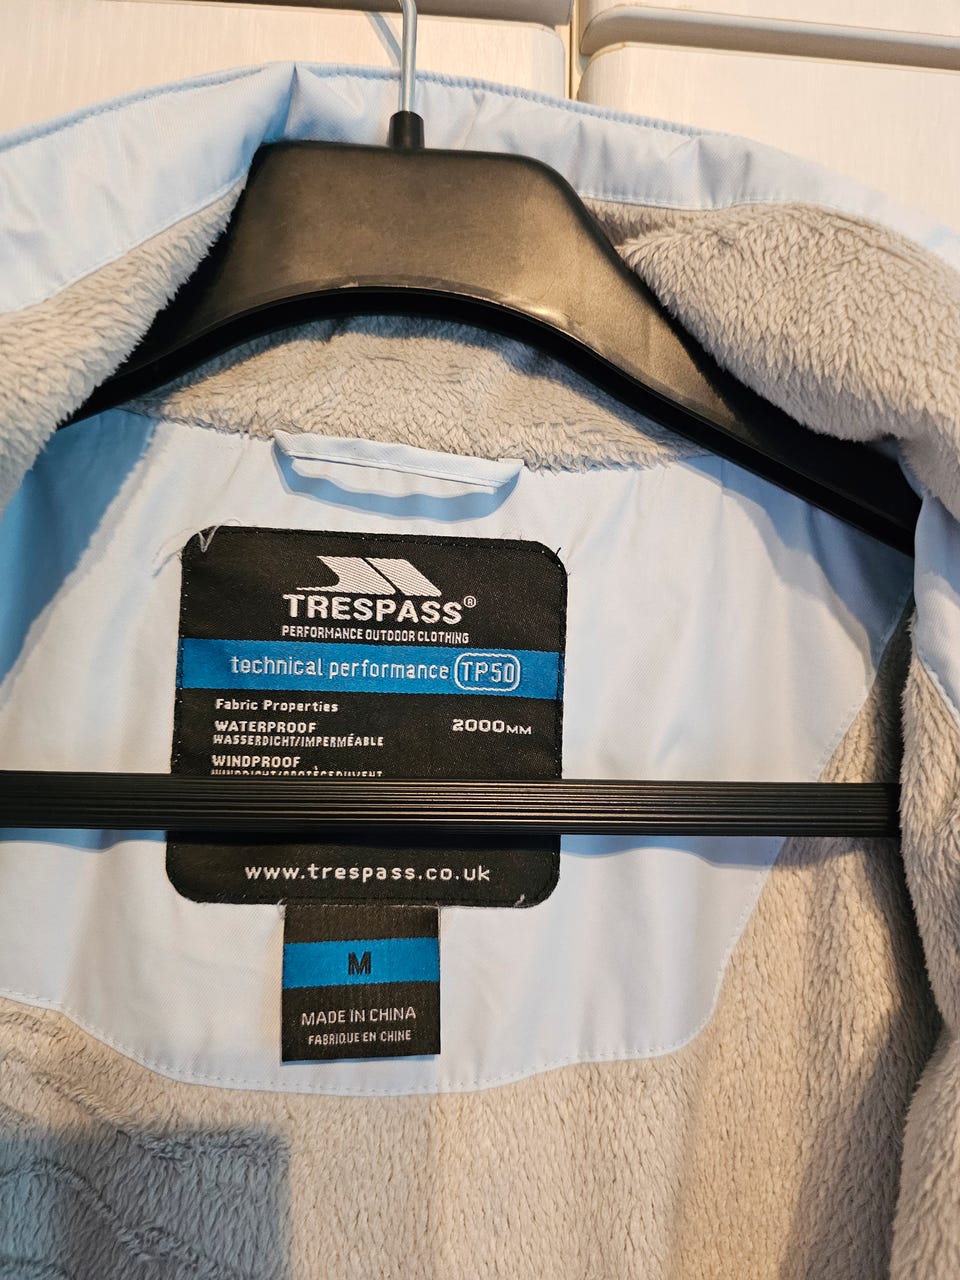 TRESPASS®
PERFORMANCE OUTDOOR CLOTHING
technical performance TP50
Fabric Properties
WATERPROOF 2000MM
WASSERDICHT/IMPERMÉABLE
WINDPROOF
www.trespass.co.uk
M
MADE IN CHINA
FABRIQUE EN CHINE